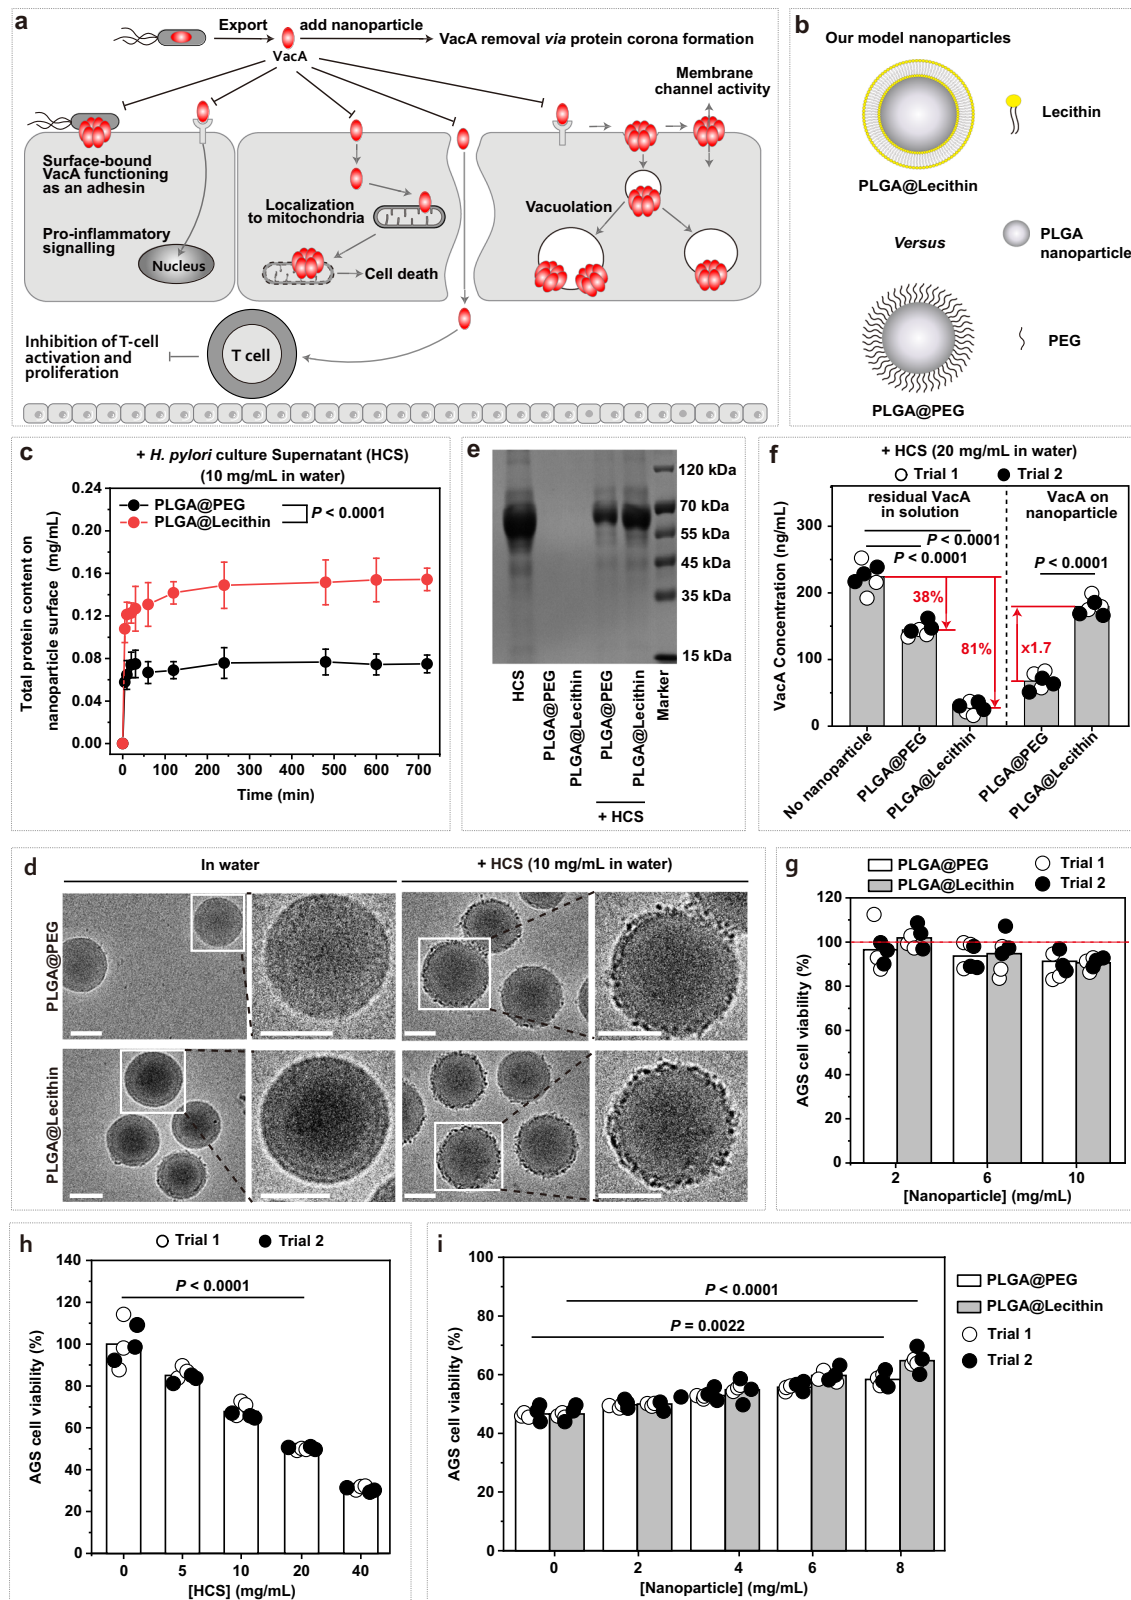 a
Export
add nanoparticle
VacA removal via protein corona formation
VacA
Membrane
channel activity
Surface-bound
VacA functioning
as an adhesin
Localization
to mitochondria
Vacuolation
Pro-inflammatory
signalling
Nucleus
Cell death
Inhibition of T-cell
activation and
proliferation
T cell
b
Our model nanoparticles
Lecithin
PLGA@Lecithin
Versus
PLGA
nanoparticle
PEG
PLGA@PEG
c
+ H. pylori culture Supernatant (HCS)
(10 mg/mL in water)
PLGA@PEG
PLGA@Lecithin
P < 0.0001
Total protein content on
nanoparticle surface (mg/mL)
0.24
0.20
0.16
0.12
0.08
0.04
0.00
0 100 200 300 400 500 600 700
Time (min)
e
120 kDa
70 kDa
55 kDa
45 kDa
35 kDa
15 kDa
HCS
PLGA@PEG
PLGA@Lecithin
PLGA@PEG
PLGA@Lecithin
Marker
+ HCS
f
+ HCS (20 mg/mL in water)
Trial 1 Trial 2
residual VacA
in solution
VacA on
nanoparticle
P < 0.0001
P < 0.0001
P < 0.0001
38%
81%
x1.7
VacA Concentration (ng/mL)
300
250
200
150
100
50
0
No nanoparticle
PLGA@PEG
PLGA@Lecithin
PLGA@PEG
PLGA@Lecithin
d
In water
+ HCS (10 mg/mL in water)
PLGA@PEG
PLGA@Lecithin
g
PLGA@PEG
PLGA@Lecithin
Trial 1
Trial 2
AGS cell viability (%)
120
100
80
60
40
20
0
2 6 10
[Nanoparticle] (mg/mL)
h
Trial 1 Trial 2
P < 0.0001
AGS cell viability (%)
140
120
100
80
60
40
20
0
0 5 10 20 40
[HCS] (mg/mL)
i
P < 0.0001
P = 0.0022
PLGA@PEG
PLGA@Lecithin
Trial 1
Trial 2
AGS cell viability (%)
100
80
60
40
20
0
0 2 4 6 8
[Nanoparticle] (mg/mL)